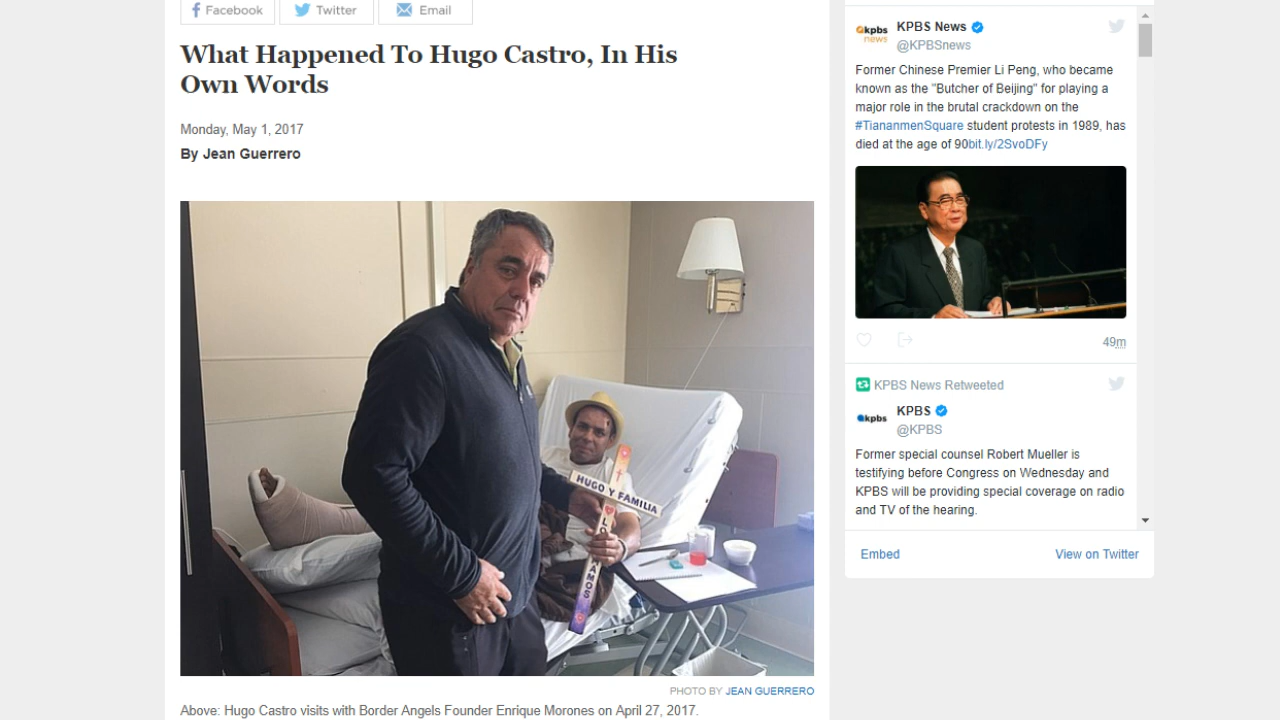 Facebook
Twitter
Email
What Happened To Hugo Castro, In His
Own Words
Monday, May 1, 2017
By Jean Guerrero
HUGO Y FAMILIA
PHOTO BY JEAN GUERRERO
Above: Hugo Castro visits with Border Angels Founder Enrique Morones on April 27, 2017.
kpbs
news
KPBS News
@KPBSnews
Former Chinese Premier Li Peng, who became
known as the "Butcher of Beijing" for playing a
major role in the brutal crackdown on the
#TiananmenSquare student protests in 1989, has
died at the age of 90bit.ly/2SvoDFy
49m
KPBS News Retweeted
kpbs
KPBS
@KPBS
Former special counsel Robert Mueller is
testifying before Congress on Wednesday and
KPBS will be providing special coverage on radio
and TV of the hearing.
Embed
View on Twitter